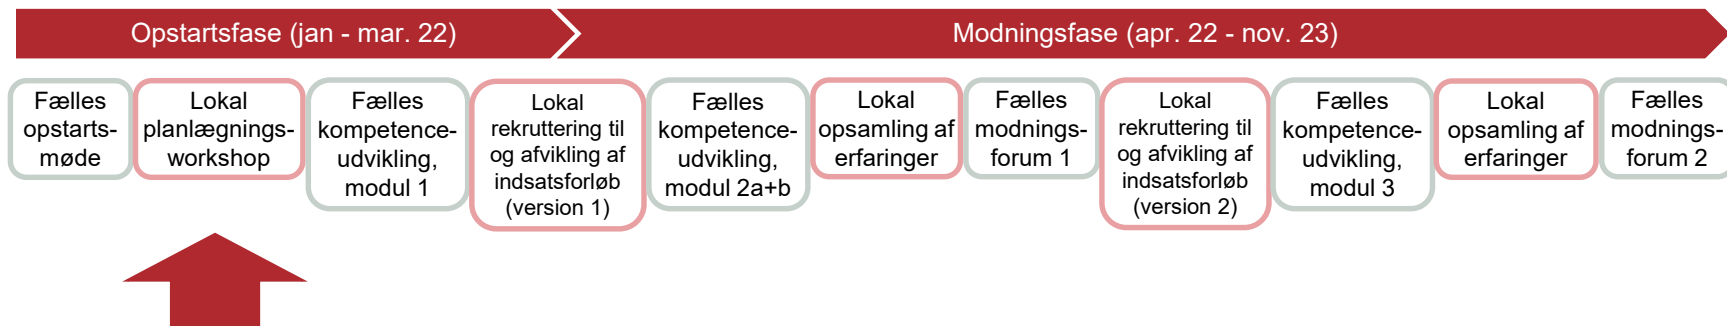 Opstartsfase (jan - mar. 22)
Modningsfase (apr. 22 - nov. 23)
Fælles
opstarts-
møde
Lokal
planlægnings-
workshop
Fælles
kompetence-
udvikling,
modul 1
Lokal
rekruttering til
og afvikling af
indsatsforløb
(version 1)
Fælles
kompetence-
udvikling,
modul 2a+b
Lokal
opsamling af
erfaringer
Fælles
modnings-
forum 1
Lokal
rekruttering til
og afvikling af
indsatsforløb
(version 2)
Fælles
kompetence-
udvikling,
modul 3
Lokal
opsamling af
erfaringer
Fælles
modnings-
forum 2